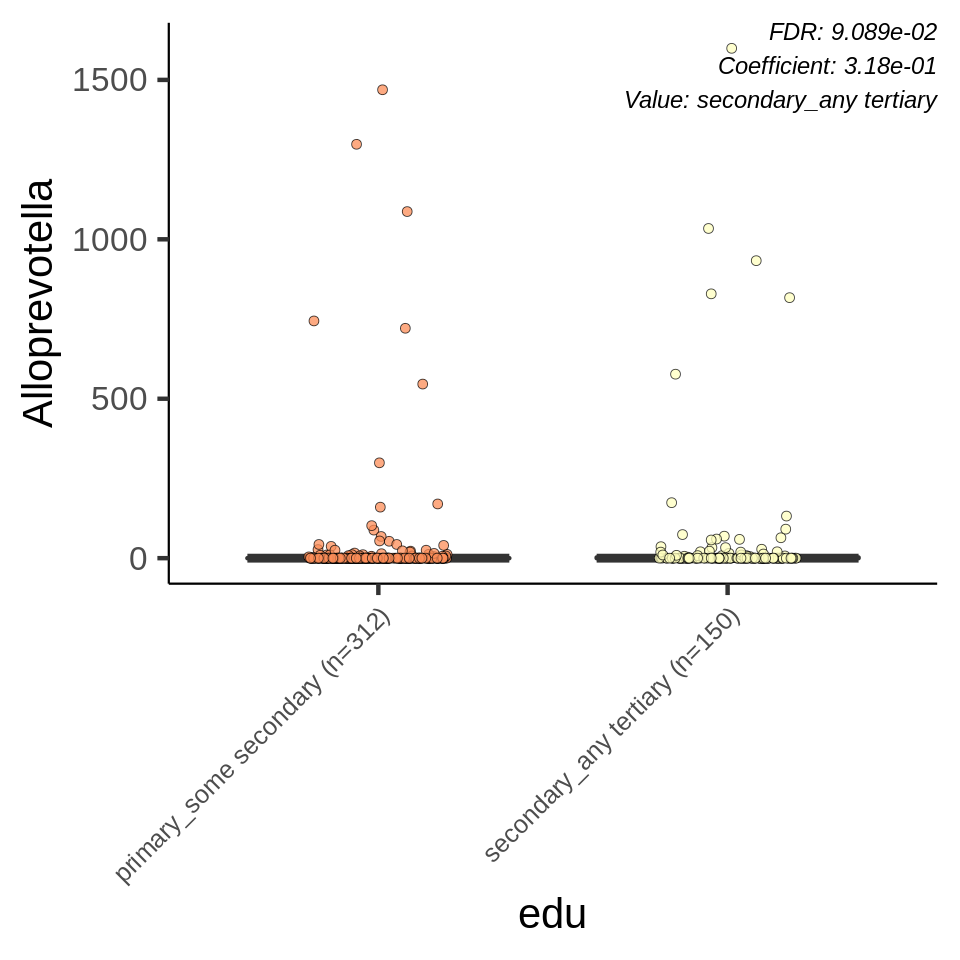 FDR: 9.089e-02
Coefficient: 3.18e-01
Value: secondary_any tertiary
1500
1000
500
0
Alloprevotella
primary_some secondary (n=312)
secondary_any tertiary (n=150)
edu